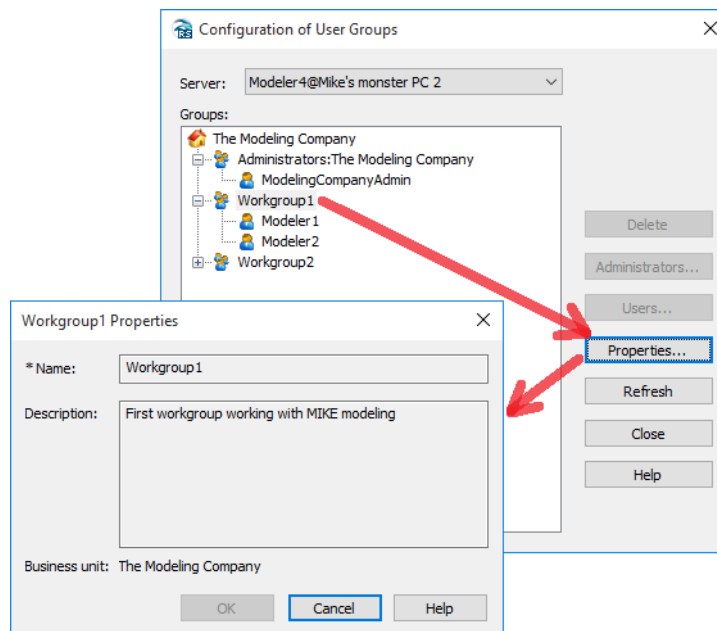 Configuration of User Groups
Server: Modeler4@Mike's monster PC 2
Groups:
The Modeling Company
Administrators:The Modeling Company
ModelingCompanyAdmin
Workgroup1
Modeler1
Modeler2
Workgroup2
Delete
Administrators...
Users...
Properties...
Refresh
Close
Help
Workgroup1 Properties
* Name: Workgroup1
Description: First workgroup working with MIKE modeling
Business unit: The Modeling Company
OK Cancel Help